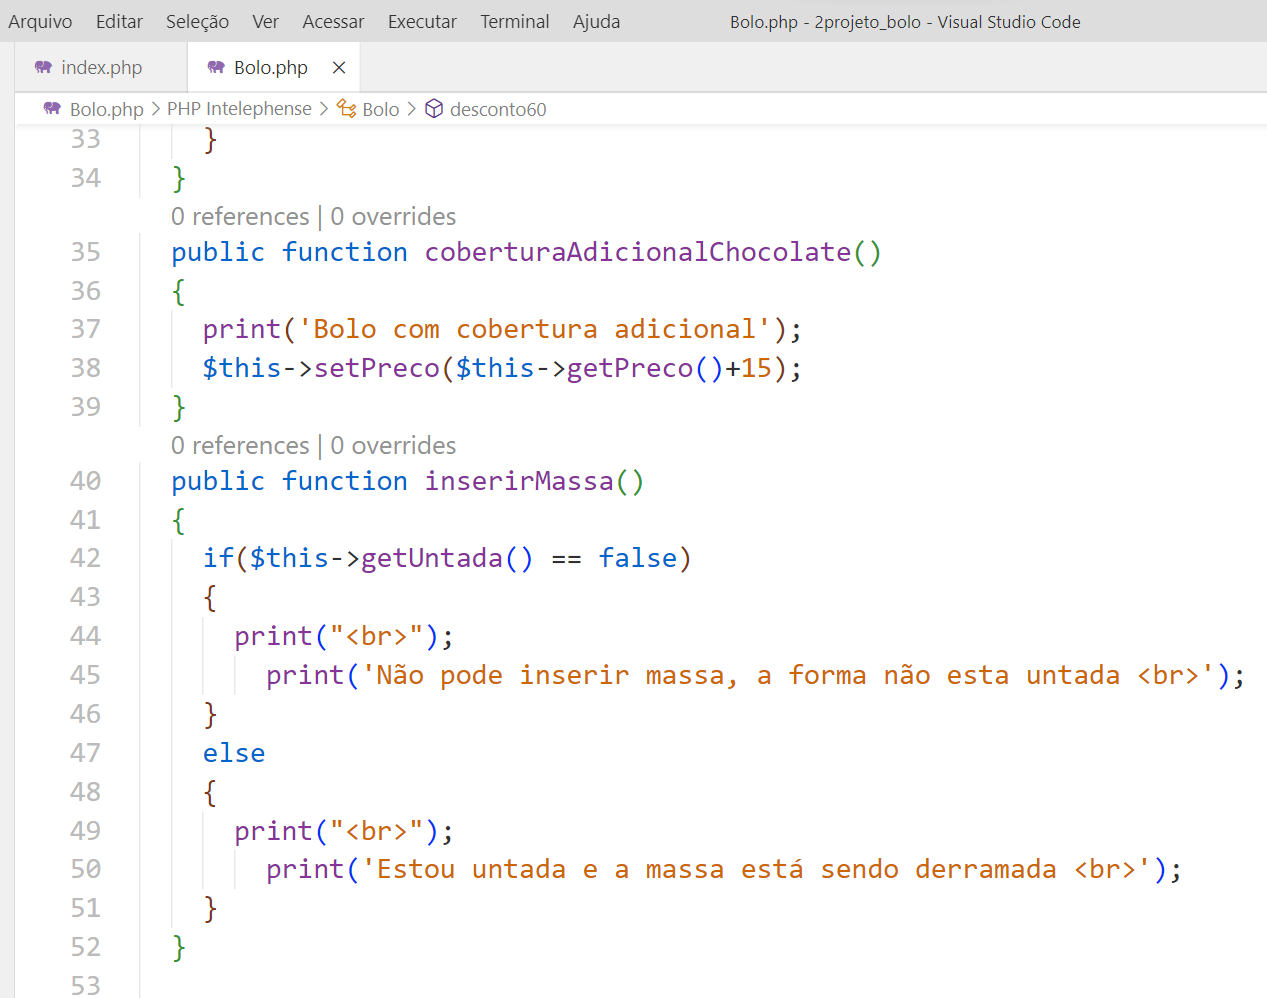 Arquivo Editar Seleção Ver Acessar Executar Terminal Ajuda Bolo.php - 2projeto_bolo - Visual Studio Code
index.php Bolo.php ×
Bolo.php > PHP Intelephense > Bolo > desconto60
33 }
34 }
0 references | 0 overrides
35 public function coberturaAdicionalChocolate()
36 {
37 print('Bolo com cobertura adicional');
38 $this->setPreco($this->getPreco()+15);
39 }
0 references | 0 overrides
40 public function inserirMassa()
41 {
42 if($this->getUntada() == false)
43 {
44 print("<br>");
45 print('Não pode inserir massa, a forma não esta untada <br>');
46 }
47 else
48 {
49 print("<br>");
50 print('Estou untada e a massa está sendo derramada <br>');
51 }
52 }
53